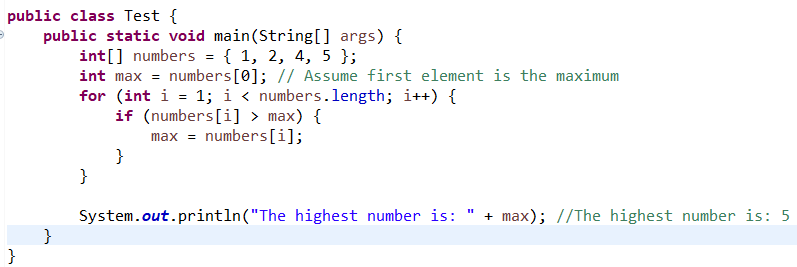 public class Test {
    public static void main(String[] args) {
        int[] numbers = { 1, 2, 4, 5 };
        int max = numbers[0]; // Assume first element is the maximum
        for (int i = 1; i < numbers.length; i++) {
            if (numbers[i] > max) {
                max = numbers[i];
            }
        }

        System.out.println("The highest number is: " + max); //The highest number is: 5
    }
}